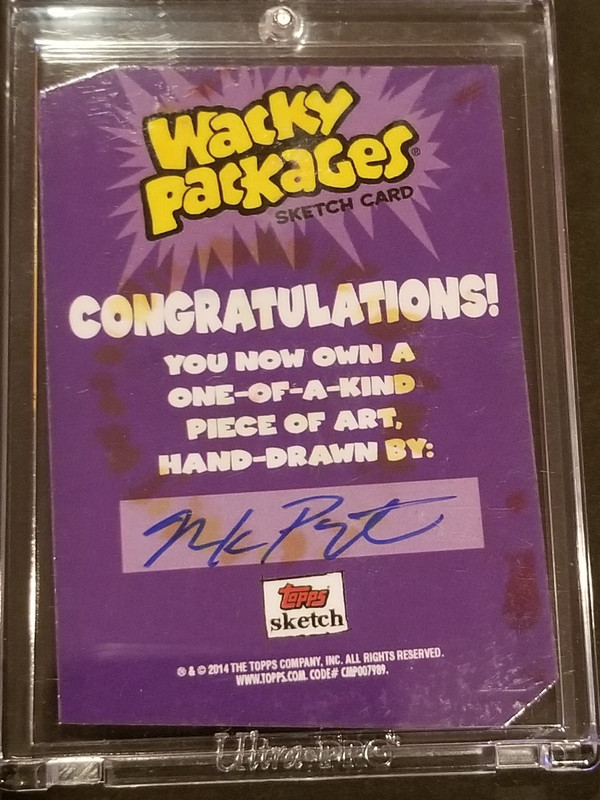 Wacky
Packages®
SKETCH CARD
CONGRATULATIONS!
YOU NOW OWN A
ONE-OF-A-KIND
PIECE OF ART,
HAND-DRAWN BY:
Topps
sketch
® & © 2014 THE TOPPS COMPANY, INC. ALL RIGHTS RESERVED.
WWW.TOPPS.COM. CODE# CMP007989.
Ultra-PRO